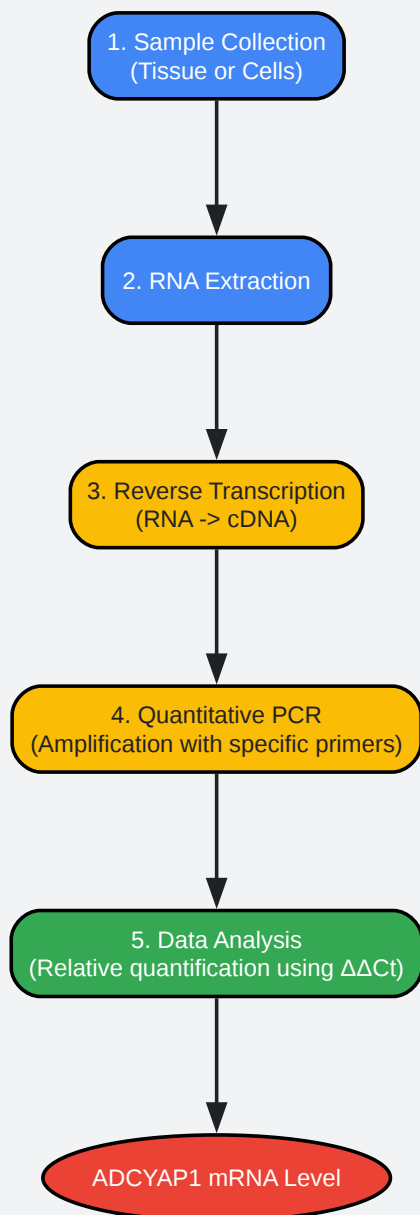 1. Sample Collection
(Tissue or Cells)
2. RNA Extraction
3. Reverse Transcription
(RNA -> cDNA)
4. Quantitative PCR
(Amplification with specific primers)
5. Data Analysis
(Relative quantification using ΔΔCt)
ADCYAP1 mRNA Level